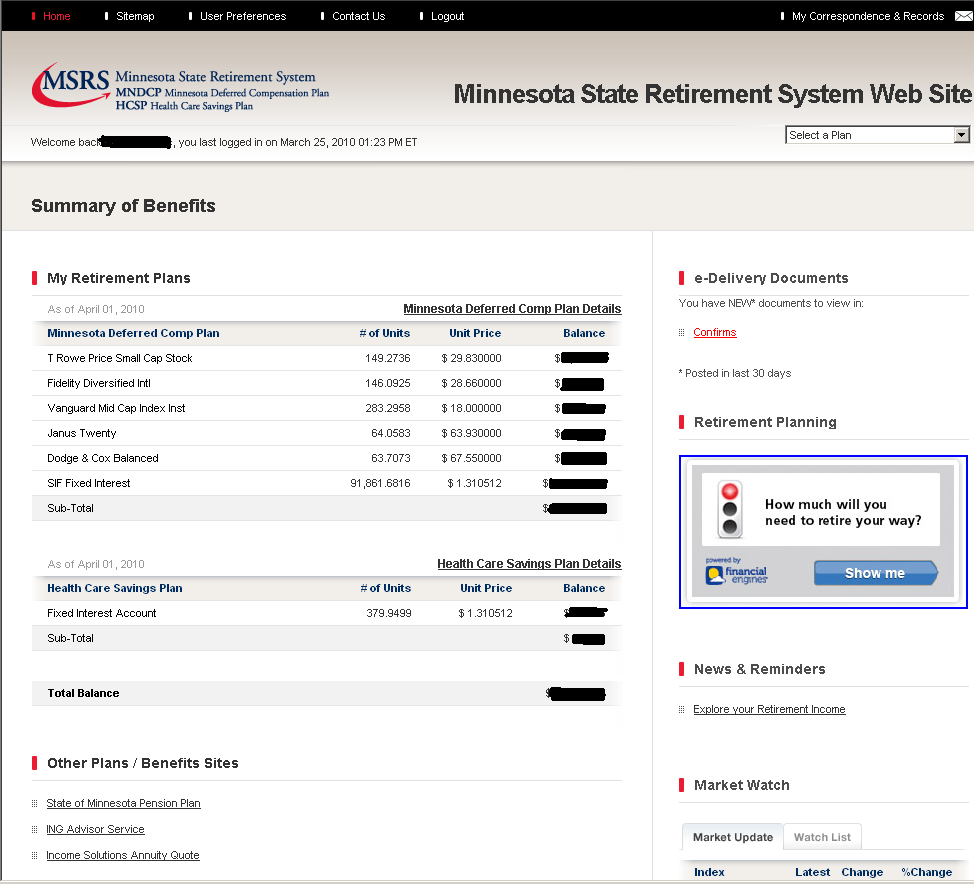 Home Sitemap User Preferences Contact Us Logout My Correspondence & Records
MSRS Minnesota State Retirement System
MNDCP Minnesota Deferred Compensation Plan
HCSP Health Care Savings Plan
Minnesota State Retirement System Web Site
Welcome back , you last logged in on March 25, 2010 01:23 PM ET
Select a Plan
Summary of Benefits
My Retirement Plans
As of April 01, 2010 Minnesota Deferred Comp Plan Details
Minnesota Deferred Comp Plan # of Units Unit Price Balance
T Rowe Price Small Cap Stock 149.2736 $ 29.830000 $
Fidelity Diversified Intl 146.0925 $ 28.660000 $
Vanguard Mid Cap Index Inst 283.2958 $ 18.000000 $
Janus Twenty 64.0583 $ 63.930000 $
Dodge & Cox Balanced 63.7073 $ 67.550000 $
SIF Fixed Interest 91,861.6816 $ 1.310512 $
Sub-Total $
As of April 01, 2010 Health Care Savings Plan Details
Health Care Savings Plan # of Units Unit Price Balance
Fixed Interest Account 379.9499 $ 1.310512 $
Sub-Total $
Total Balance $
Other Plans / Benefits Sites
State of Minnesota Pension Plan
ING Advisor Service
Income Solutions Annuity Quote
e-Delivery Documents
You have NEW* documents to view in:
Confirms
* Posted in last 30 days
Retirement Planning
How much will you
need to retire your way?
powered by
financial
engines
Show me
News & Reminders
Explore your Retirement Income
Market Watch
Market Update Watch List
Index Latest Change %Change